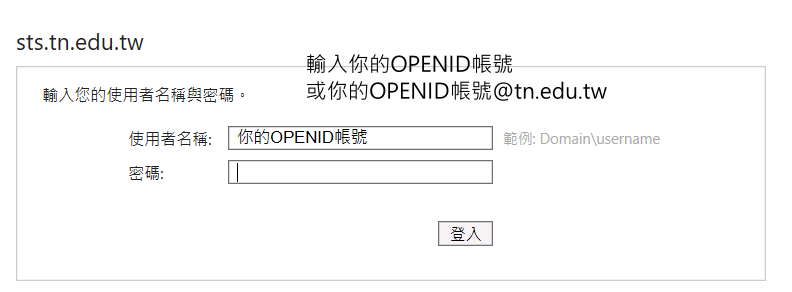 sts.tn.edu.tw
輸入你的OPENID帳號
或你的OPENID帳號@tn.edu.tw
輸入您的使用者名稱與密碼。
使用者名稱: 你的OPENID帳號 範例: Domain\username
密碼:
登入